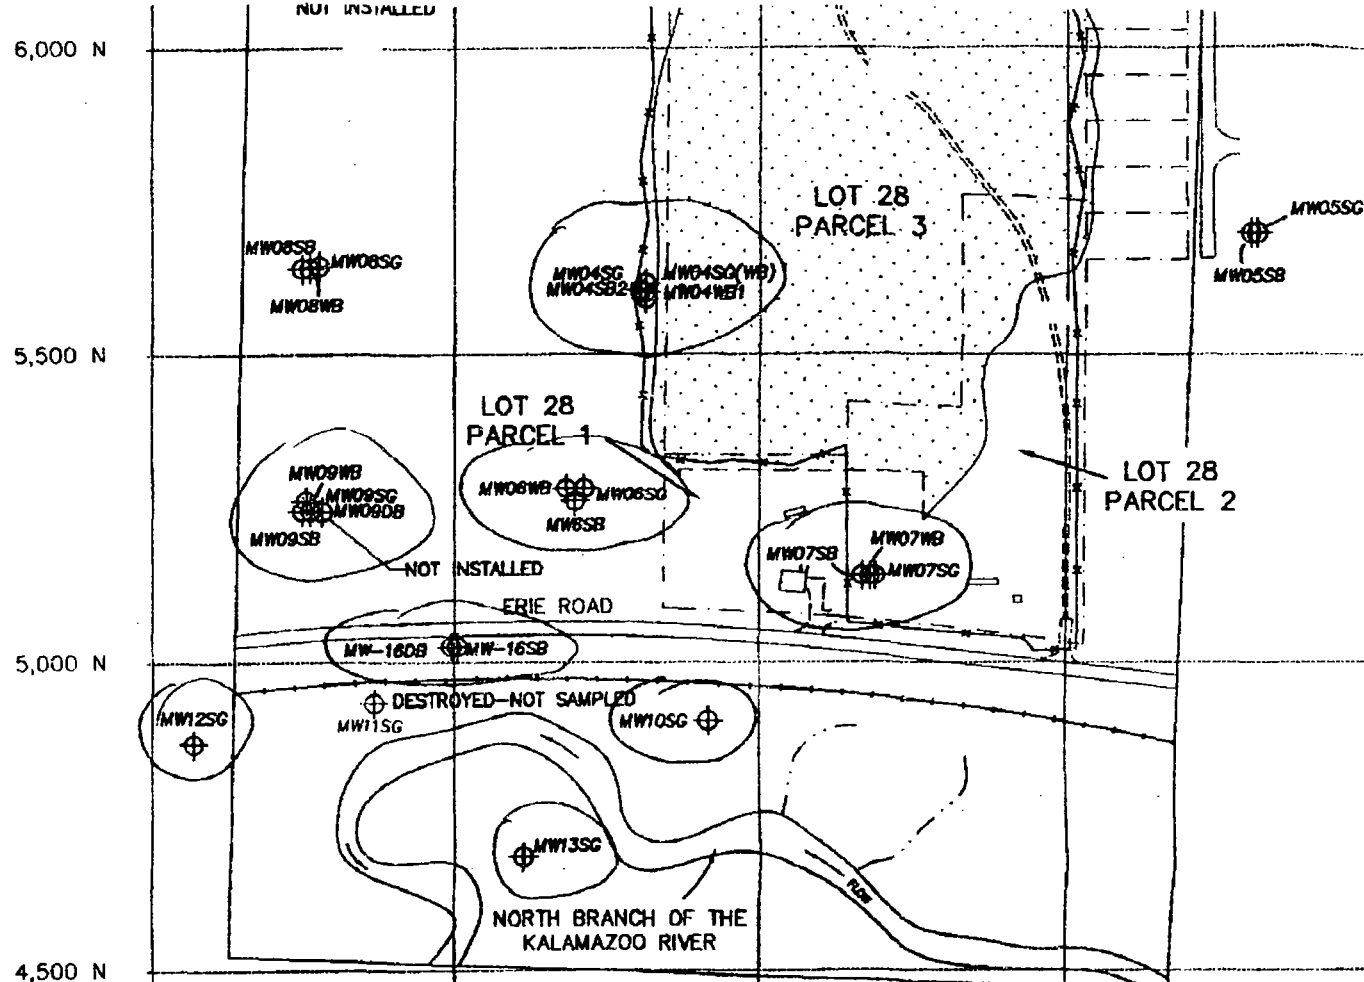 NOT INSTALLED
6,000 N
LOT 28
PARCEL 3
MW05SG
MW05SB
MW08SB
MW08SG
MW08WB
MW04SG
MW04SG(WB)
MW04SB2
MW04WB1
5,500 N
LOT 28
PARCEL 1
LOT 28
PARCEL 2
MW09WB
MW09SG
MW09DB
MW09SB
NOT INSTALLED
MW06WB
MW06SG
MW6SB
MW07WB
MW07SB
MW07SG
ERIE ROAD
5,000 N
MW-16DB
MW-16SB
DESTROYED-NOT SAMPLED
MW12SG
MW11SG
MW10SG
MW13SG
FLOW
NORTH BRANCH OF THE
KALAMAZOO RIVER
4,500 N